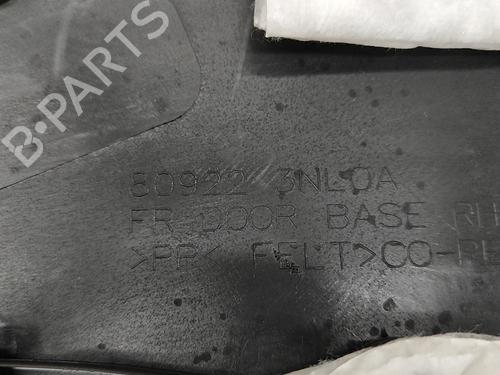 B-PARTS
80922 3NL0A
FR DOOR BASE RH
>PP< FELT>CO-PE